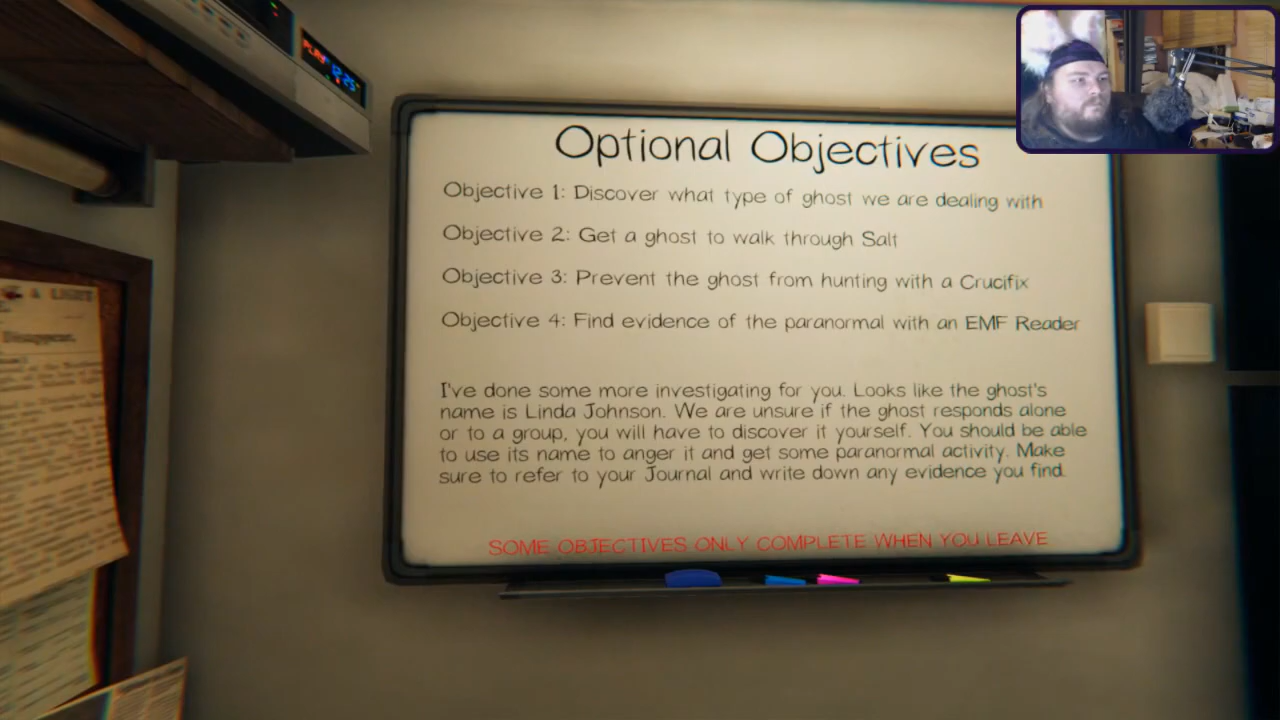 Optional Objectives
Objective 1: Discover what type of ghost we are dealing with
Objective 2: Get a ghost to walk through Salt
Objective 3: Prevent the ghost from hunting with a Crucifix
Objective 4: Find evidence of the paranormal with an EMF Reader
I've done some more investigating for you. Looks like the ghost's
name is Linda Johnson. We are unsure if the ghost responds alone
or to a group, you will have to discover it yourself. You should be able
to use its name to anger it and get some paranormal activity. Make
sure to refer to your Journal and write down any evidence you find.
SOME OBJECTIVES ONLY COMPLETE WHEN YOU LEAVE